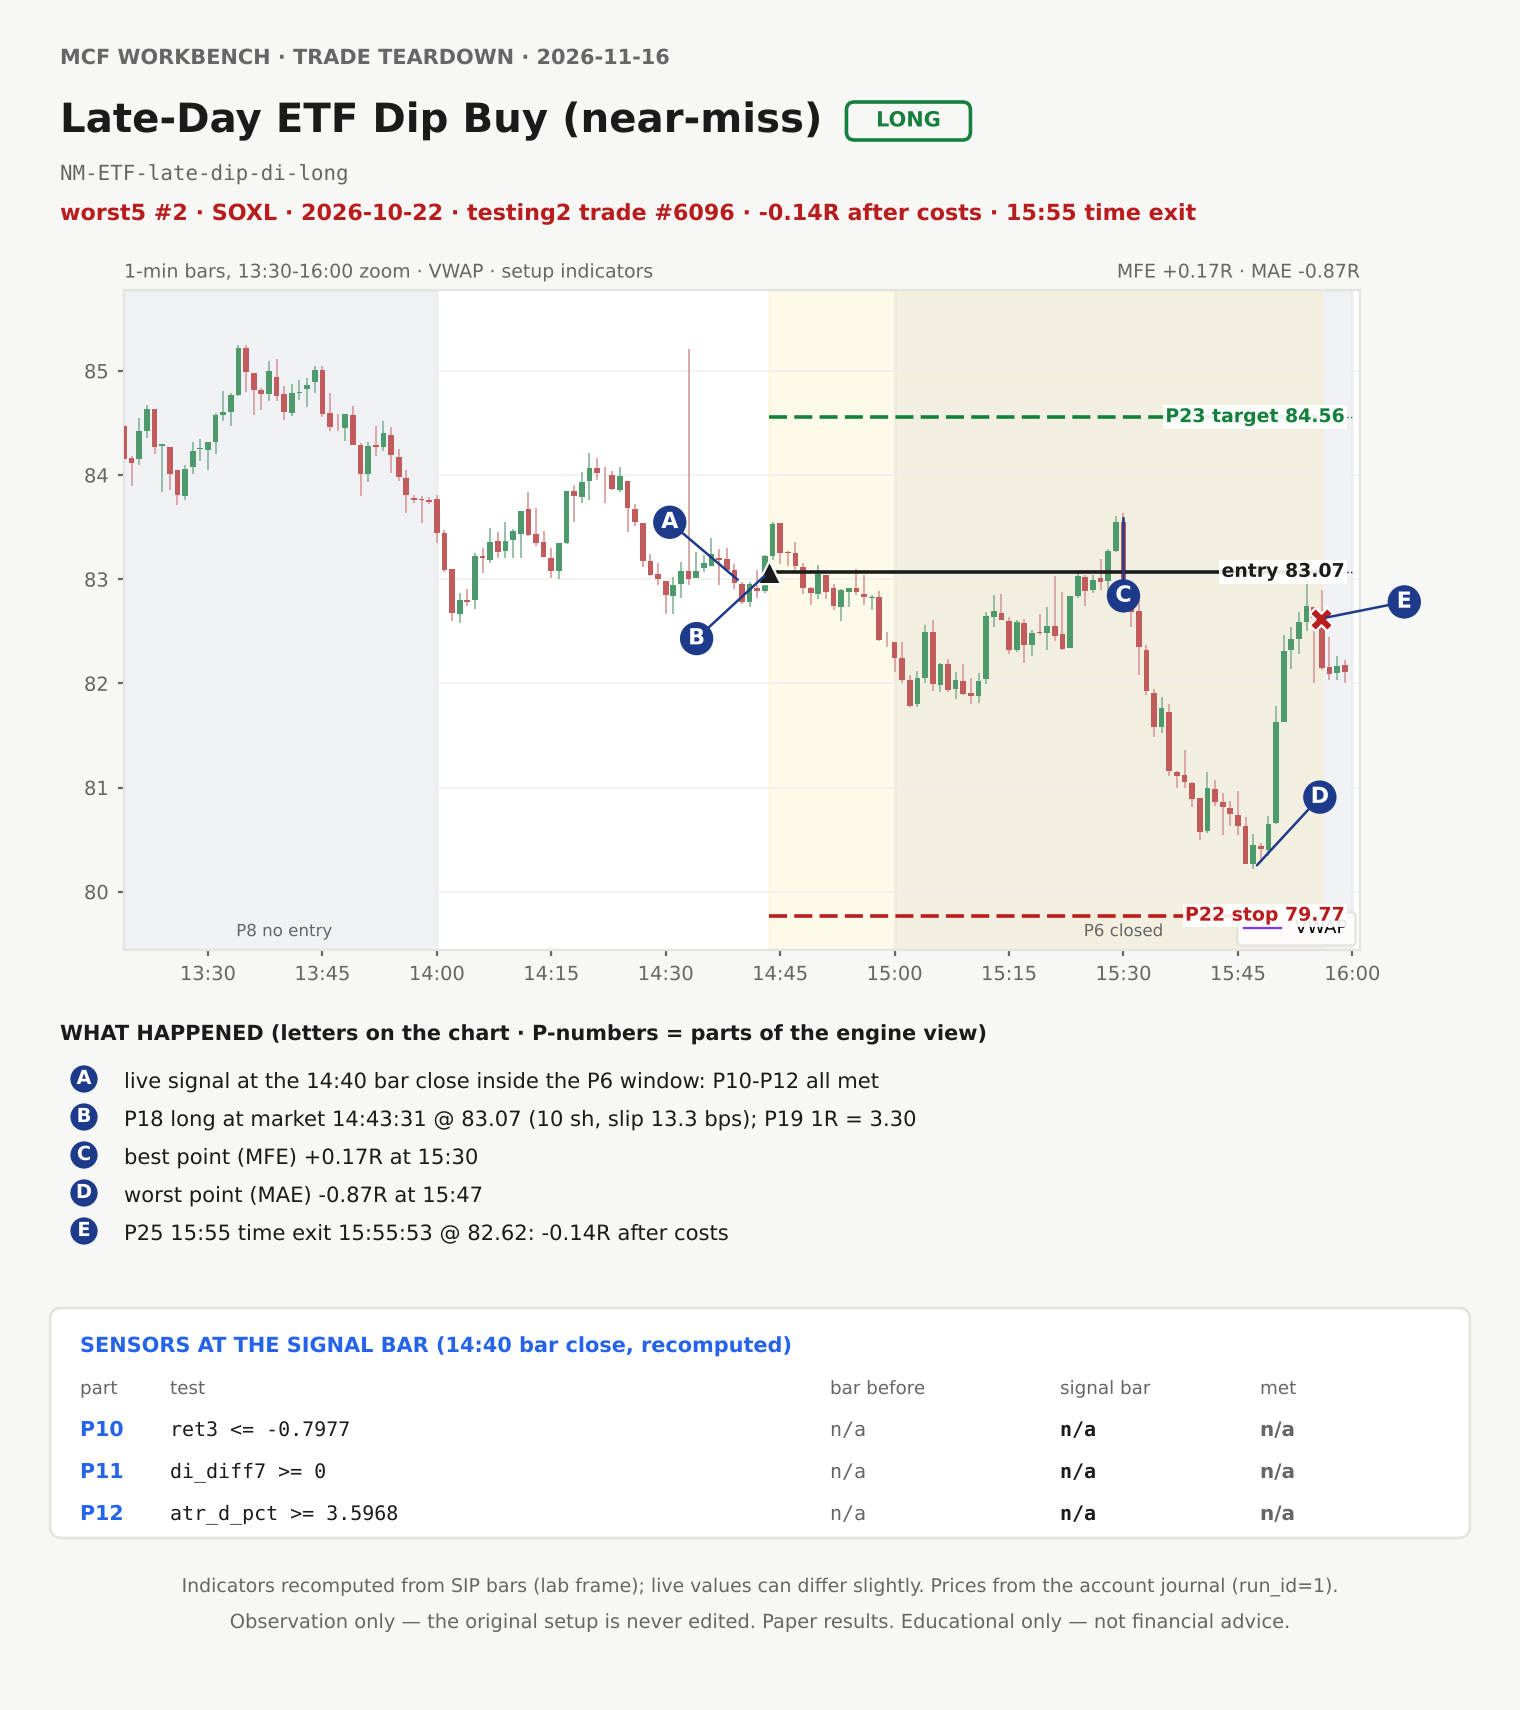 MCF WORKBENCH · TRADE TEARDOWN · 2026-11-16
Late-Day ETF Dip Buy (near-miss) LONG
NM-ETF-late-dip-di-long
worst5 #2 · SOXL · 2026-10-22 · testing2 trade #6096 · -0.14R after costs · 15:55 time exit
1-min bars, 13:30-16:00 zoom · VWAP · setup indicators MFE +0.17R · MAE -0.87R
85
84
83
82
81
80
P23 target 84.56
A
entry 83.07
C
E
B
D
P22 stop 79.77
VWAP
P8 no entry P6 closed
13:30 13:45 14:00 14:15 14:30 14:45 15:00 15:15 15:30 15:45 16:00
WHAT HAPPENED (letters on the chart · P-numbers = parts of the engine view)
A live signal at the 14:40 bar close inside the P6 window: P10-P12 all met
B P18 long at market 14:43:31 @ 83.07 (10 sh, slip 13.3 bps); P19 1R = 3.30
C best point (MFE) +0.17R at 15:30
D worst point (MAE) -0.87R at 15:47
E P25 15:55 time exit 15:55:53 @ 82.62: -0.14R after costs
SENSORS AT THE SIGNAL BAR (14:40 bar close, recomputed)
part test bar before signal bar met
P10 ret3 <= -0.7977 n/a n/a n/a
P11 di_diff7 >= 0 n/a n/a n/a
P12 atr_d_pct >= 3.5968 n/a n/a n/a
Indicators recomputed from SIP bars (lab frame); live values can differ slightly. Prices from the account journal (run_id=1).
Observation only — the original setup is never edited. Paper results. Educational only — not financial advice.